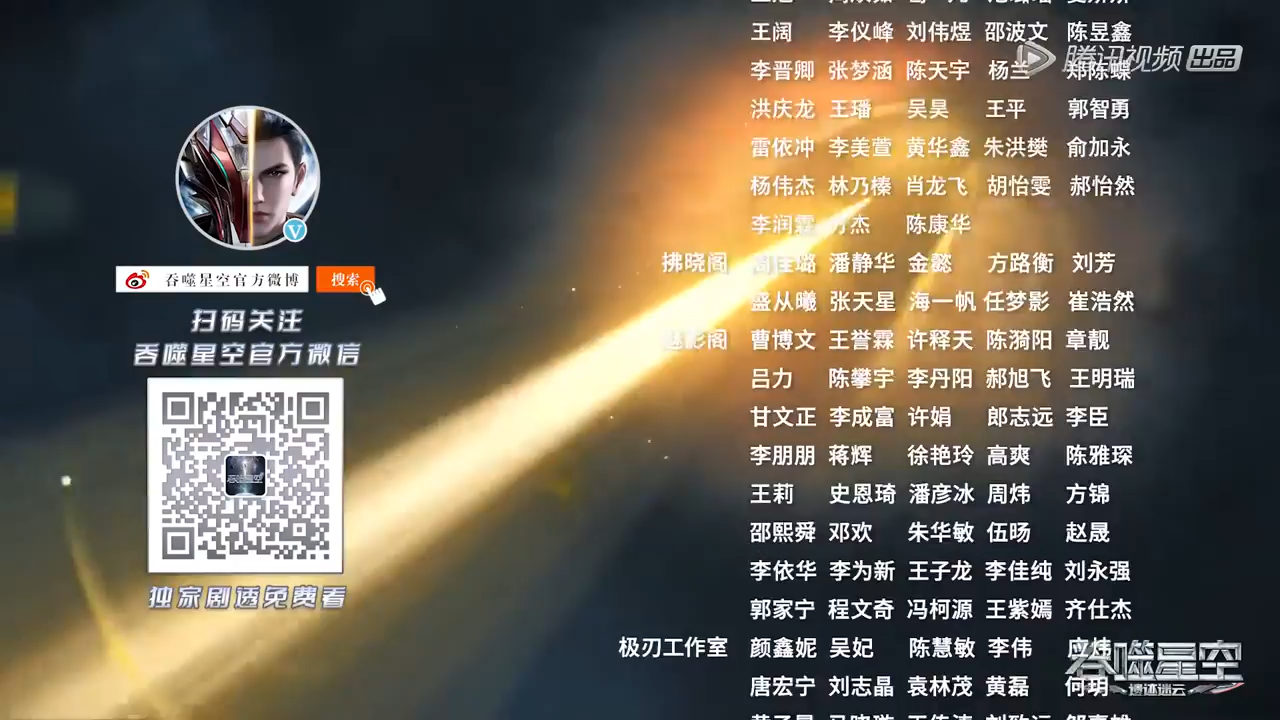 腾讯视频 出品
吞噬星空官方微博 搜索
扫码关注
吞噬星空官方微信
独家剧透免费看
王阔 李仪峰 刘伟煜 邵波文 陈昱鑫
李晋卿 张梦涵 陈天宇 杨兰 郑陈蝶
洪庆龙 王璠 吴昊 王平 郭智勇
雷依冲 李美萱 黄华鑫 朱洪樊 俞加永
杨伟杰 林乃榛 肖龙飞 胡怡雯 郝怡然
李润霖 方杰 陈康华
拂晓阁 潘静华 金懿 方路衡 刘芳
盛从曦 张天星 海一帆 任梦影 崔浩然
曹博文 王誉霖 许释天 陈漪阳 章靓
吕力 陈攀宇 李丹阳 郝旭飞 王明瑞
甘文正 李成富 许娟 郎志远 李臣
李朋朋 蒋辉 徐艳玲 高爽 陈雅琛
王莉 史恩琦 潘彦冰 周炜 方锦
邵熙舜 邓欢 朱华敏 伍旸 赵晟
李依华 李为新 王子龙 李佳纯 刘永强
郭家宁 程文奇 冯柯源 王紫嫣 齐仕杰
极刃工作室 颜鑫妮 吴妃 陈慧敏 李伟 应炜
唐宏宁 刘志晶 袁林茂 黄磊 何玥
吞噬星空